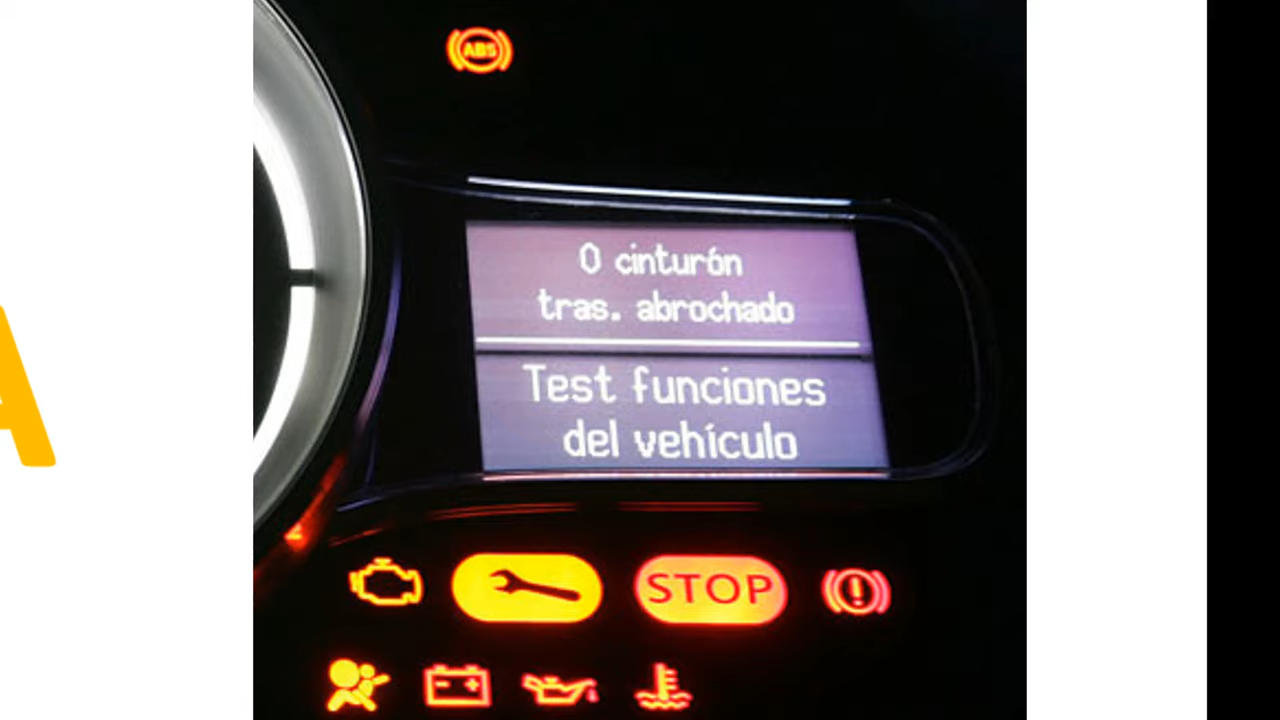 ABS
0 cinturón
tras. abrochado
Test funciones
del vehículo
STOP
A